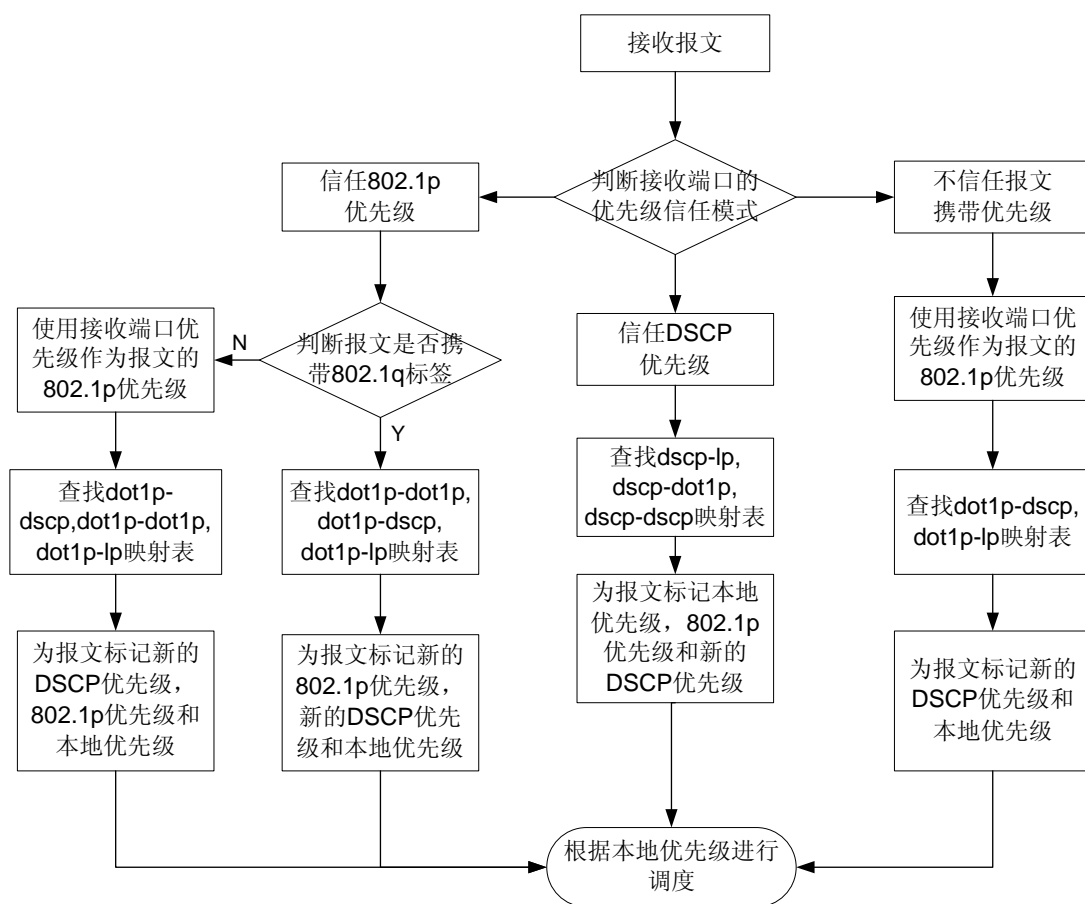 接收报文
判断接收端口的
优先级信任模式
信任802.1p
优先级
不信任报文
携带优先级
使用接收端口优
先级作为报文的
802.1p优先级
N
判断报文是否携
带802.1q标签
Y
信任DSCP
优先级
使用接收端口优
先级作为报文的
802.1p优先级
查找dot1p-
dscp,dot1p-dot1p,
dot1p-lp映射表
查找dot1p-dot1p,
dot1p-dscp,
dot1p-lp映射表
查找dscp-lp,
dscp-dot1p,
dscp-dscp映射表
查找dot1p-dscp,
dot1p-lp映射表
为报文标记新的
DSCP优先级，
802.1p优先级和
本地优先级
为报文标记新的
802.1p优先级，
新的DSCP优先
级和本地优先级
为报文标记本地
优先级，802.1p
优先级和新的
DSCP优先级
为报文标记新的
DSCP优先级和
本地优先级
根据本地优先级进行
调度